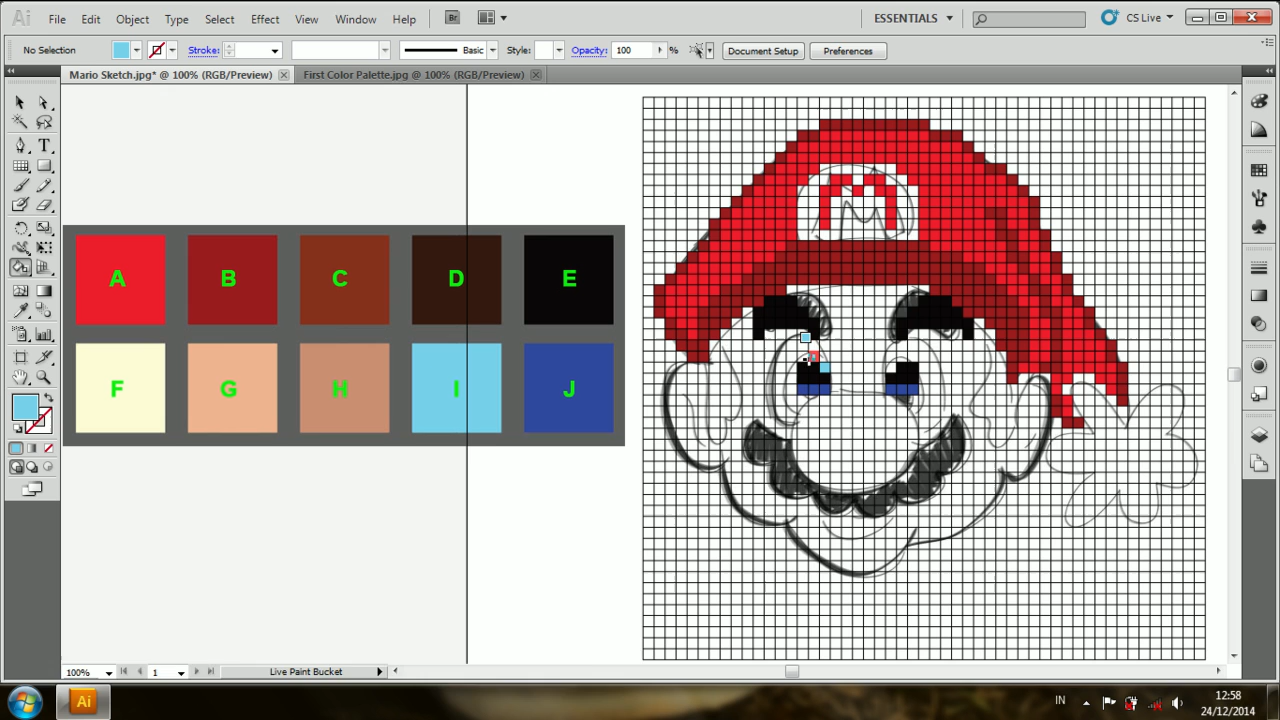 Ai File Edit Object Type Select Effect View Window Help Br ESSENTIALS CS Live
No Selection Stroke: Basic Style: Opacity: 100 % Document Setup Preferences
Mario Sketch.jpg* @ 100% (RGB/Preview) First Color Palette.jpg @ 100% (RGB/Preview)
T
M
A B C D E
F G H I J
100% 1 Live Paint Bucket
Ai IN 12:58
24/12/2014